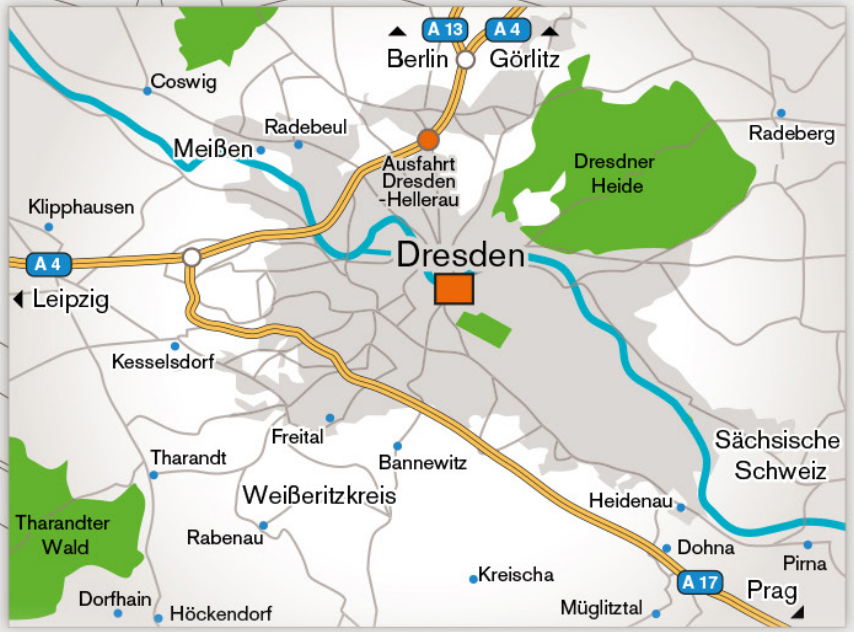 A 13
A 4
Berlin
Görlitz
Coswig
Radebeul
Meißen
Radeberg
Ausfahrt
Dresden
-Hellerau
Dresdner
Heide
Klipphausen
A 4
Dresden
Leipzig
Kesselsdorf
Freital
Bannewitz
Sächsische
Schweiz
Tharandt
Weißeritzkreis
Heidenau
Tharandter
Wald
Rabenau
Dohna
Pirna
Kreischa
A 17
Prag
Dorfhain
Höckendorf
Müglitztal